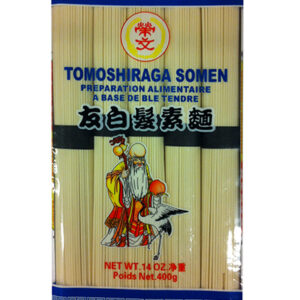 榮文
TOMOSHIRAGA SOMEN
PREPARATION ALIMENTAIRE
A BASE DE BLE TENDRE
友白髮素麵
NET WT.14 OZ.淨重
Poids Net.400g